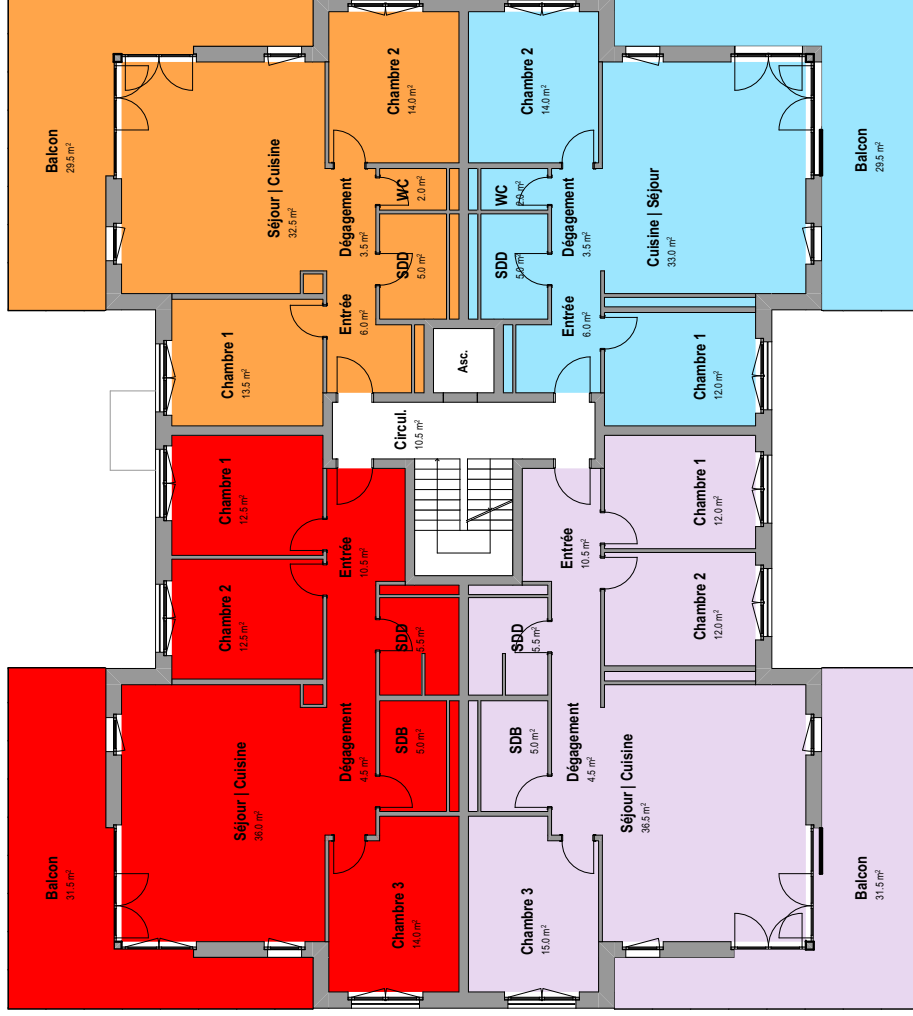 Balcon
29.5 m²
Séjour | Cuisine
32.5 m²
Chambre 2
14.0 m²
Dégagement
3.5 m²
WC
2.0 m²
SDD
5.0 m²
Entrée
6.0 m²
Chambre 1
13.5 m²
Chambre 2
14.0 m²
WC
2.0 m²
SDD
5.0 m²
Dégagement
3.5 m²
Cuisine | Séjour
33.0 m²
Balcon
29.5 m²
Entrée
6.0 m²
Chambre 1
12.0 m²
Asc.
Circul.
10.5 m²
Chambre 1
12.5 m²
Entrée
10.5 m²
Chambre 2
12.5 m²
SDD
5.5 m²
Dégagement
4.5 m²
SDB
5.0 m²
Séjour | Cuisine
36.0 m²
Balcon
31.5 m²
Chambre 3
14.0 m²
Entrée
10.5 m²
Chambre 1
12.0 m²
Chambre 2
12.0 m²
SDD
5.5 m²
SDB
5.0 m²
Dégagement
4.5 m²
Séjour | Cuisine
36.5 m²
Chambre 3
15.0 m²
Balcon
31.5 m²